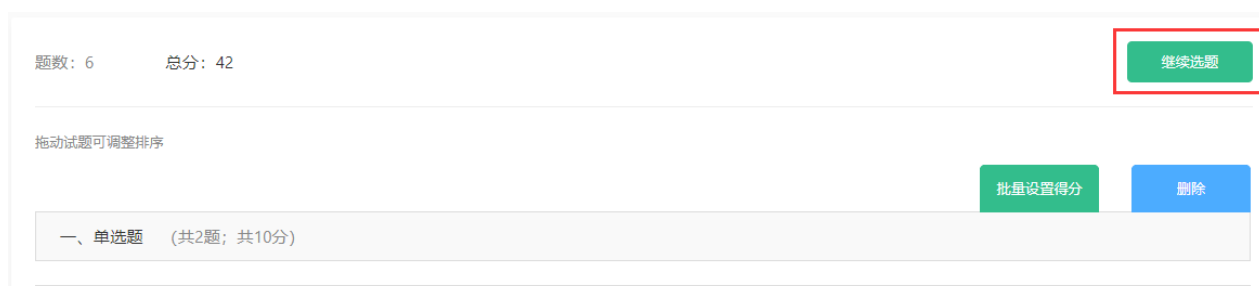 题数：6 总分：42 继续选题
拖动试题可调整排序
批量设置得分 删除
一、单选题 （共2题；共10分）